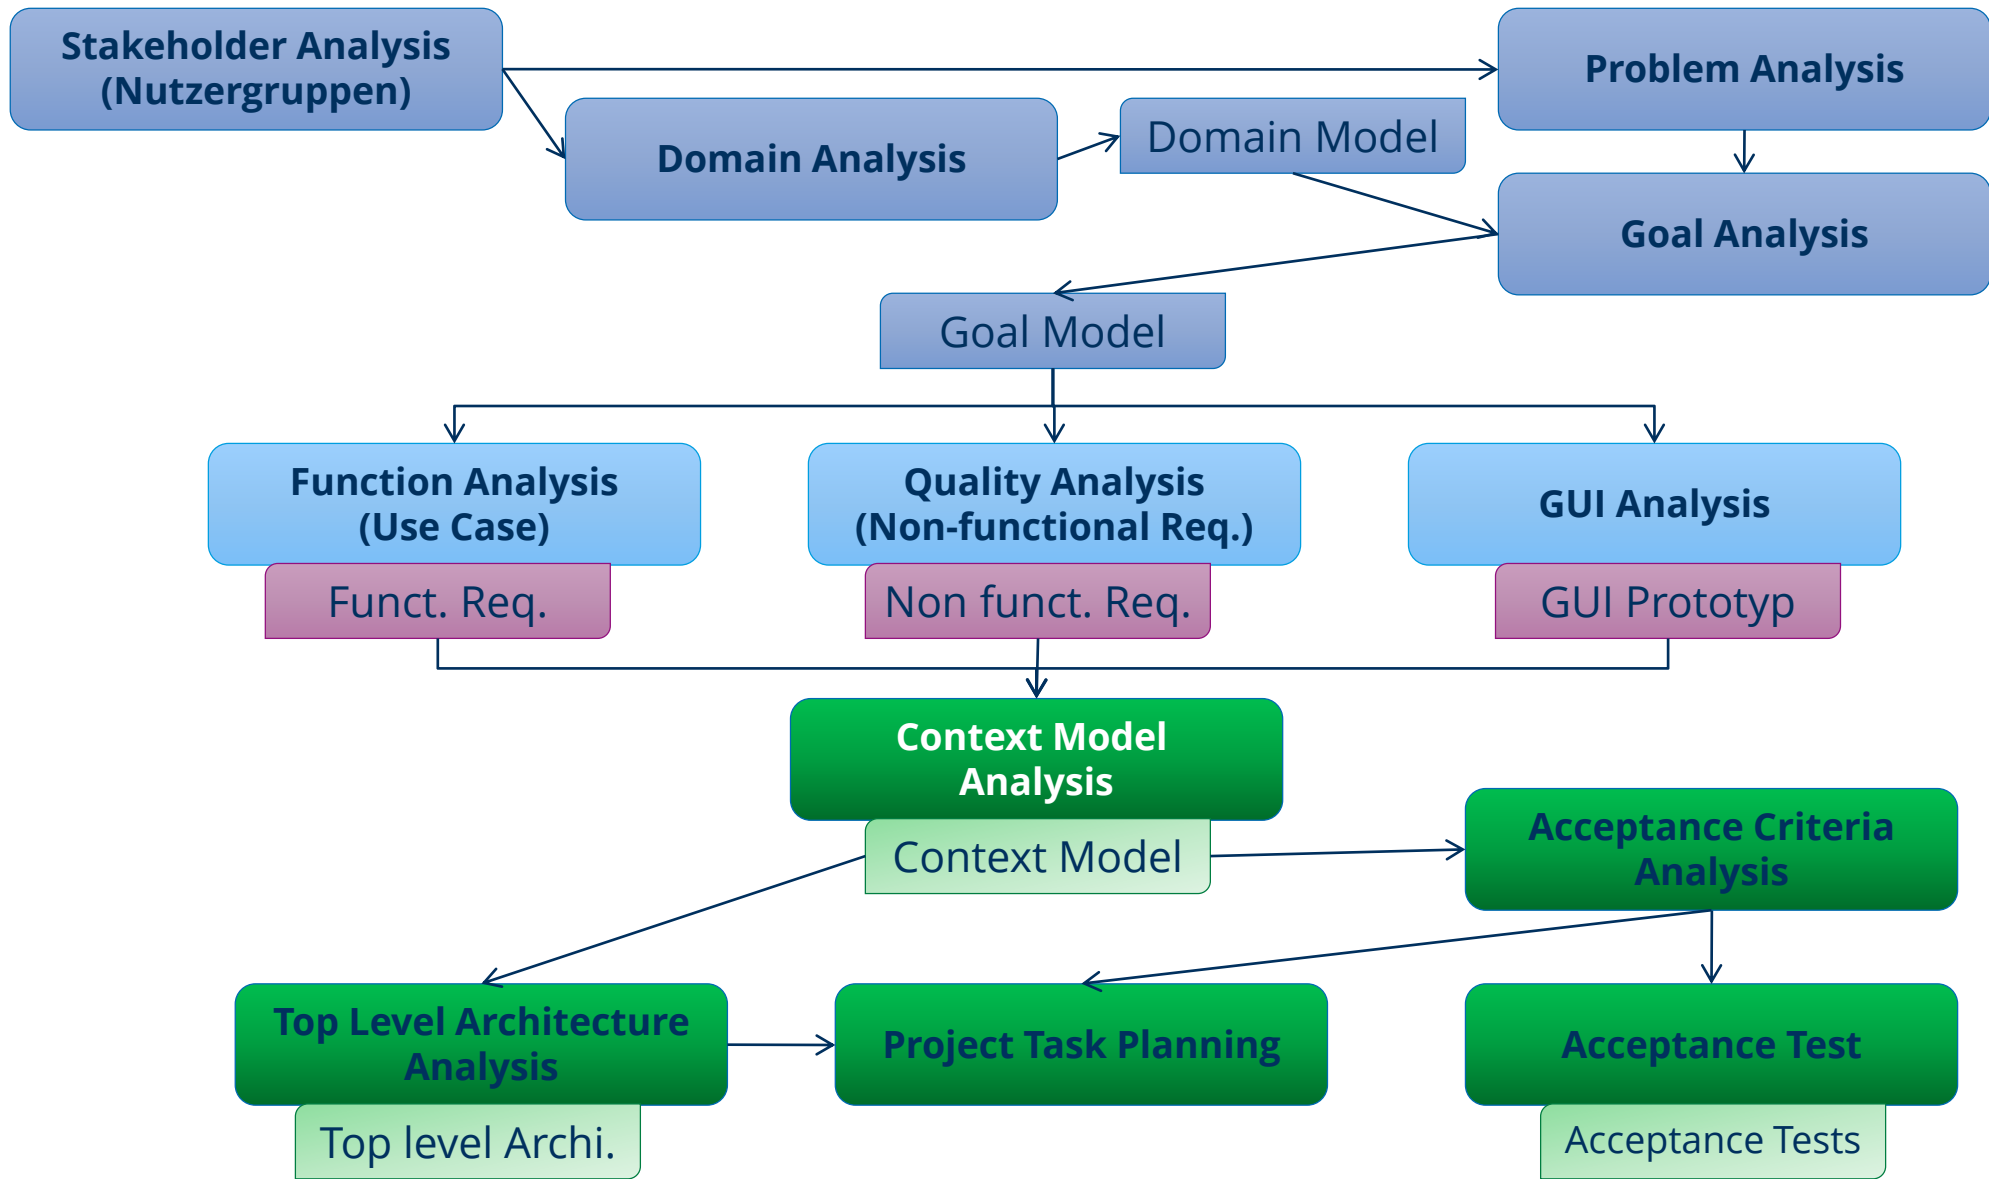 Stakeholder Analysis
(Nutzergruppen)
Problem Analysis
Domain Analysis
Domain Model
Goal Analysis
Goal Model
Function Analysis
(Use Case)
Quality Analysis
(Non-functional Req.)
GUI Analysis
Funct. Req.
Non funct. Req.
GUI Prototyp
Context Model
Analysis
Context Model
Acceptance Criteria
Analysis
Top Level Architecture
Analysis
Project Task Planning
Acceptance Test
Top level Archi.
Acceptance Tests